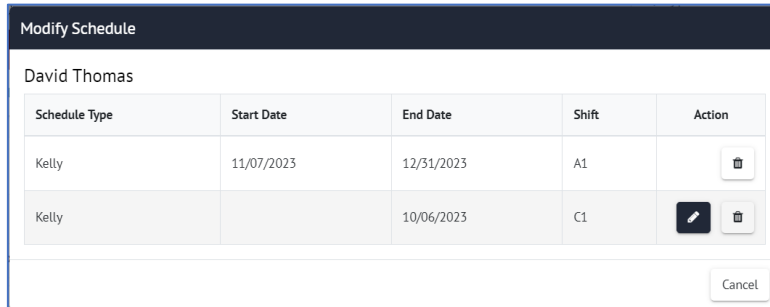 Modify Schedule
David Thomas
Schedule Type Start Date End Date Shift Action
Kelly 11/07/2023 12/31/2023 A1
Kelly 10/06/2023 C1
Cancel